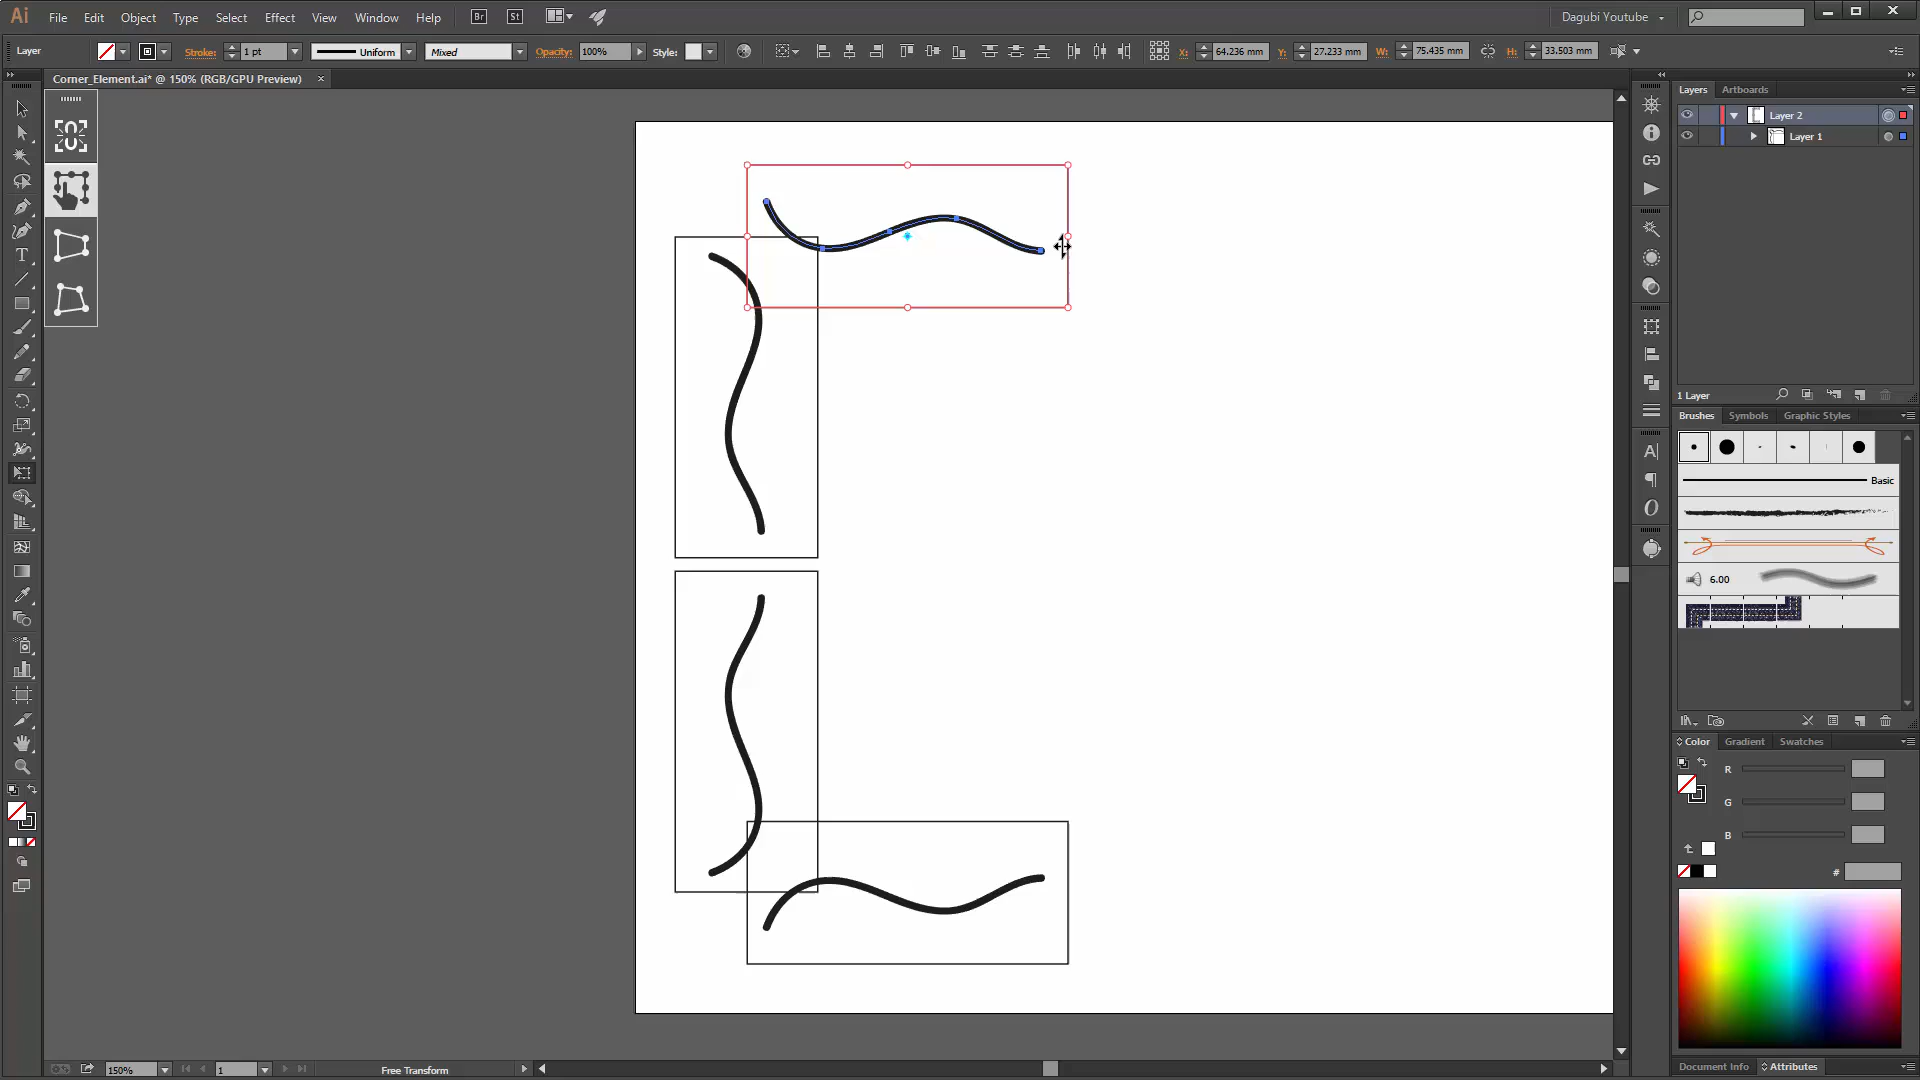 Ai File Edit Object Type Select Effect View Window Help Br St Dagubi Youtube
Layer Stroke: 1 pt Uniform Mixed Opacity: 100% Style: X: 64.236 mm Y: 27.233 mm W: 75.435 mm H: 33.503 mm
Corner_Element.ai* @ 150% (RGB/GPU Preview) ×
Layers Artboards
Layer 2
Layer 1
1 Layer
Brushes Symbols Graphic Styles
Basic
6.00
Color Gradient Swatches
R
G
B
#
150% 1 Free Transform
Document Info Attributes